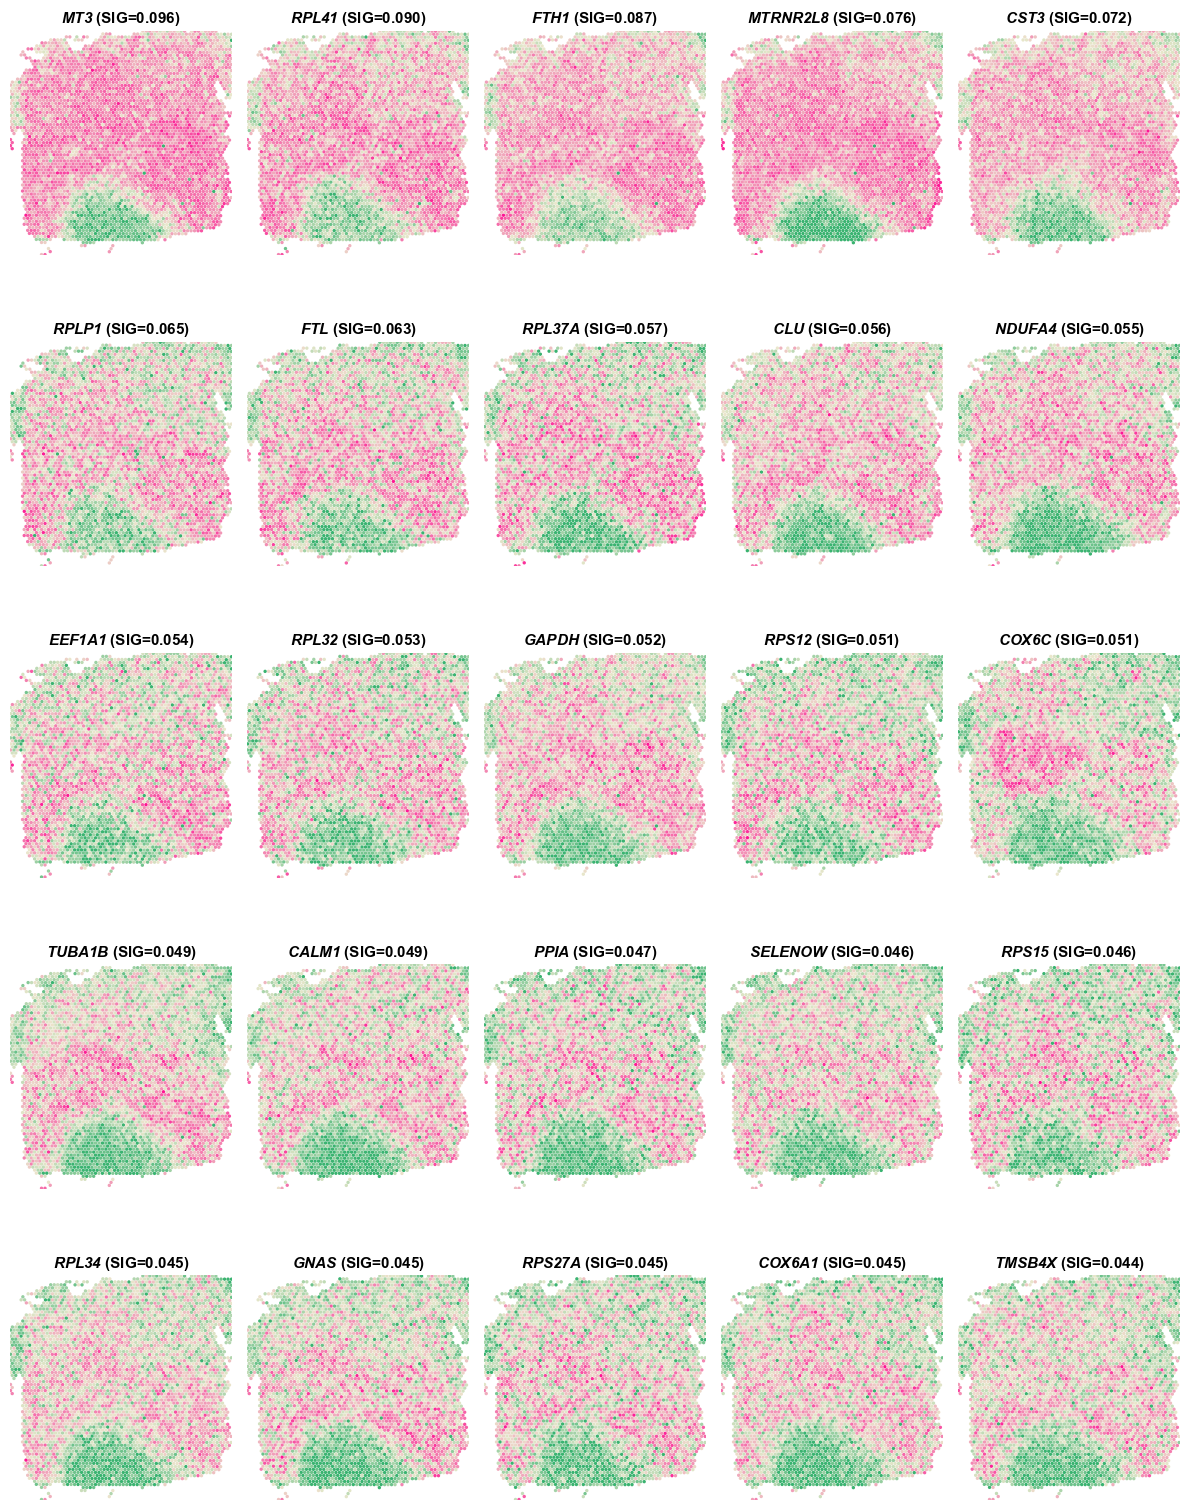 MT3 (SIG=0.096)
RPL41 (SIG=0.090)
FTH1 (SIG=0.087)
MTRNR2L8 (SIG=0.076)
CST3 (SIG=0.072)
RPLP1 (SIG=0.065)
FTL (SIG=0.063)
RPL37A (SIG=0.057)
CLU (SIG=0.056)
NDUFA4 (SIG=0.055)
EEF1A1 (SIG=0.054)
RPL32 (SIG=0.053)
GAPDH (SIG=0.052)
RPS12 (SIG=0.051)
COX6C (SIG=0.051)
TUBA1B (SIG=0.049)
CALM1 (SIG=0.049)
PPIA (SIG=0.047)
SELENOW (SIG=0.046)
RPS15 (SIG=0.046)
RPL34 (SIG=0.045)
GNAS (SIG=0.045)
RPS27A (SIG=0.045)
COX6A1 (SIG=0.045)
TMSB4X (SIG=0.044)